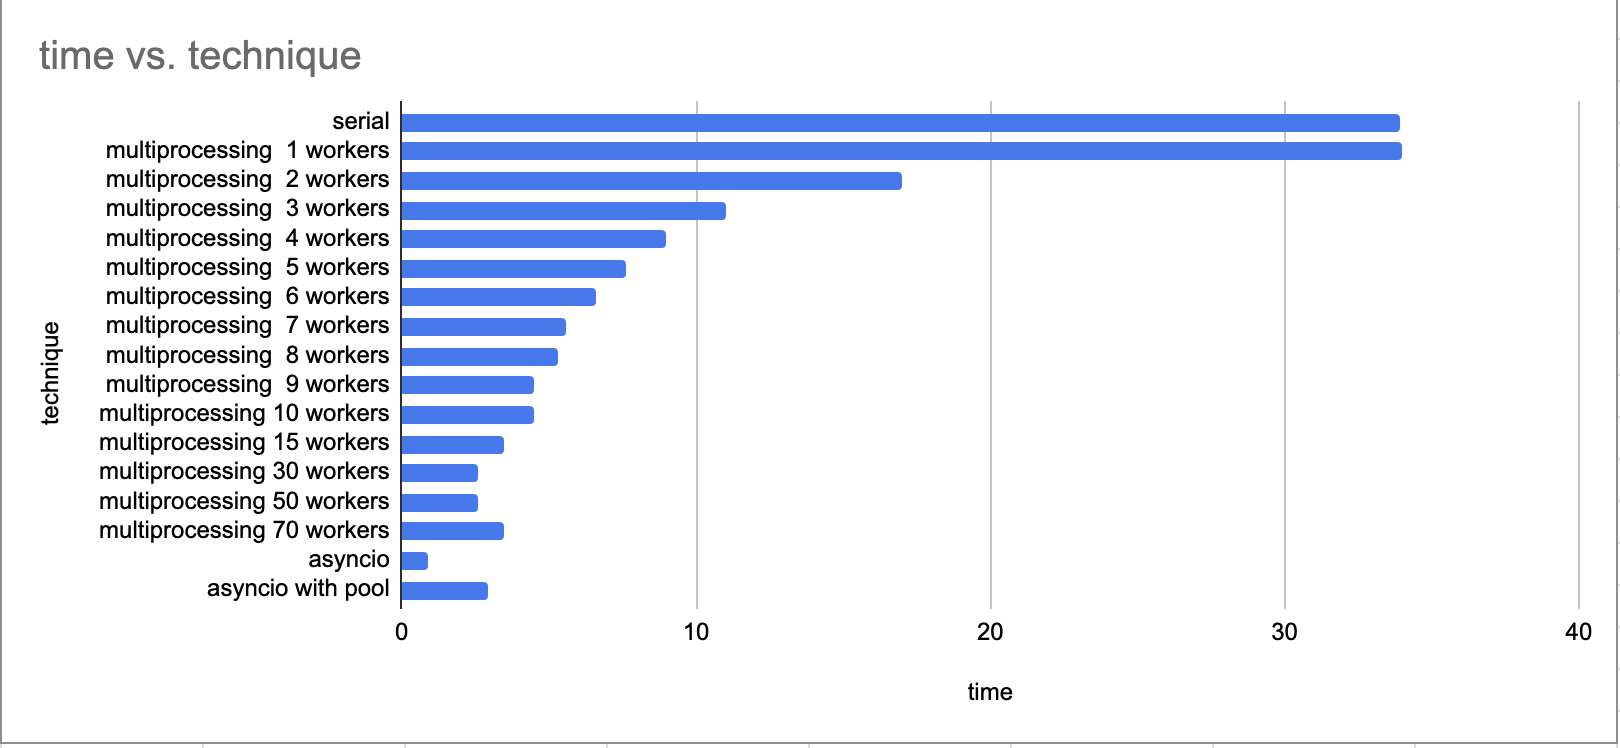 time vs. technique
serial
multiprocessing  1 workers
multiprocessing  2 workers
multiprocessing  3 workers
multiprocessing  4 workers
multiprocessing  5 workers
multiprocessing  6 workers
multiprocessing  7 workers
multiprocessing  8 workers
multiprocessing  9 workers
multiprocessing 10 workers
multiprocessing 15 workers
multiprocessing 30 workers
multiprocessing 50 workers
multiprocessing 70 workers
asyncio
asyncio with pool
technique
0 10 20 30 40
time